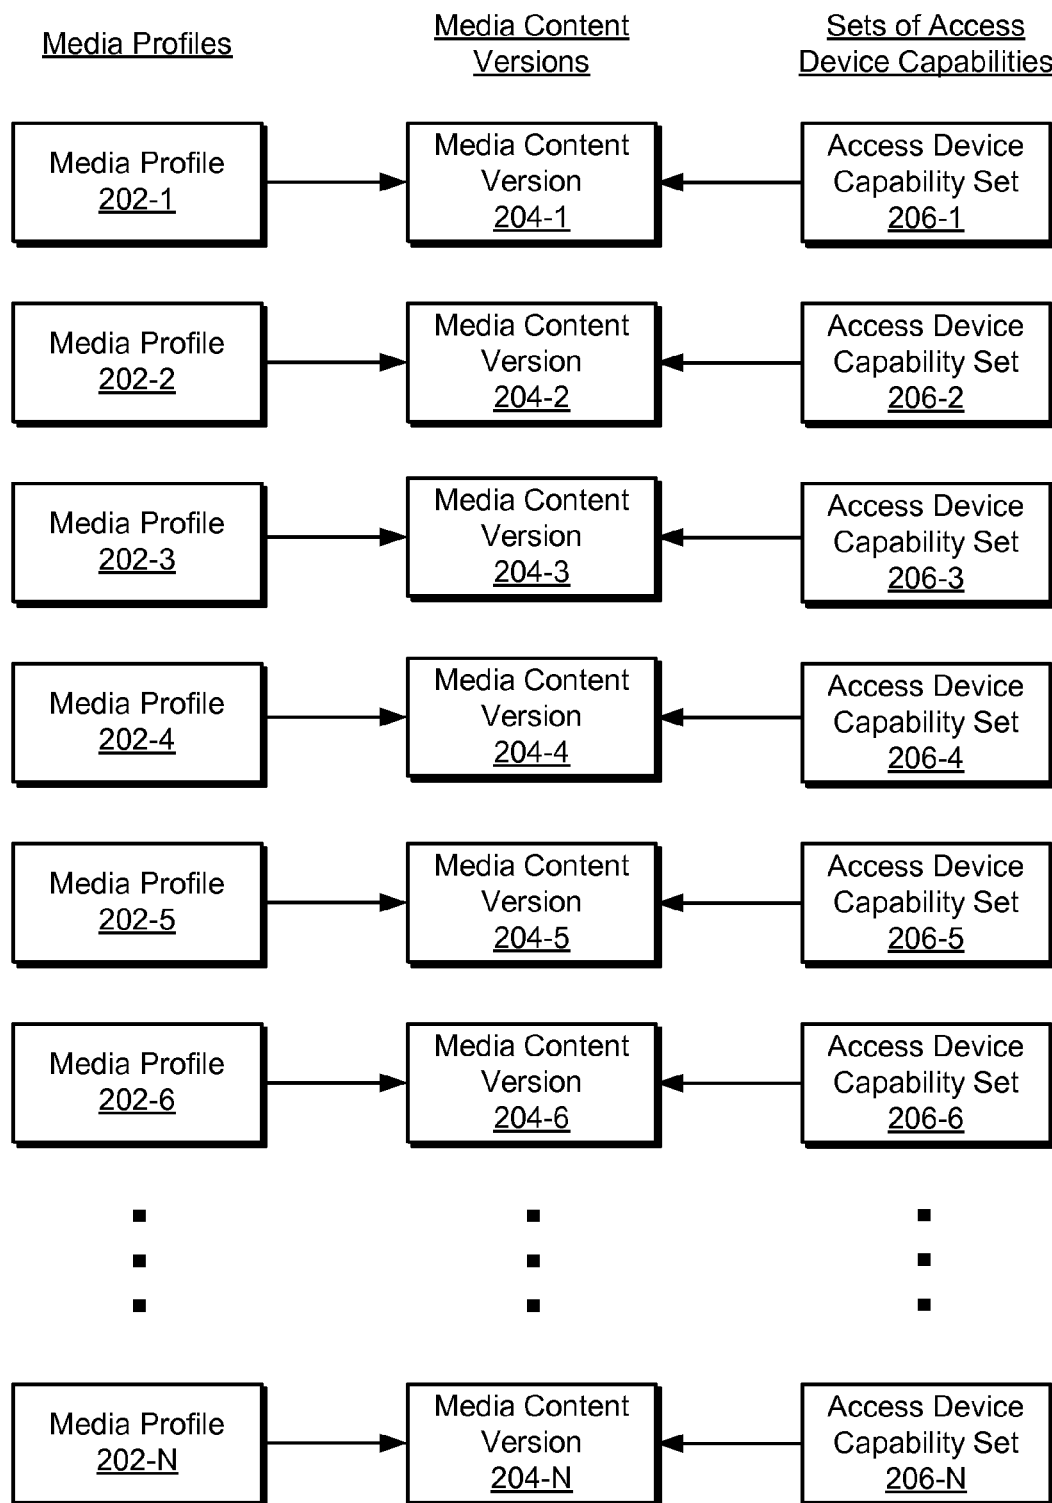 Media Profiles
Media Content
Versions
Sets of Access
Device Capabilities
Media Profile
202-1
Media Content
Version
204-1
Access Device
Capability Set
206-1
Media Profile
202-2
Media Content
Version
204-2
Access Device
Capability Set
206-2
Media Profile
202-3
Media Content
Version
204-3
Access Device
Capability Set
206-3
Media Profile
202-4
Media Content
Version
204-4
Access Device
Capability Set
206-4
Media Profile
202-5
Media Content
Version
204-5
Access Device
Capability Set
206-5
Media Profile
202-6
Media Content
Version
204-6
Access Device
Capability Set
206-6
Media Profile
202-N
Media Content
Version
204-N
Access Device
Capability Set
206-N